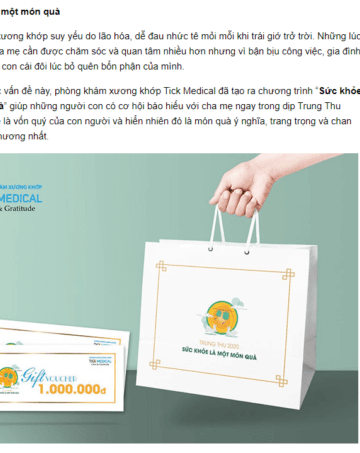 một món quà
ương khớp suy yếu do lão hóa, dễ đau nhức tê mỏi mỗi khi trái gió trở trời. Những lúc
a mẹ cần được chăm sóc và quan tâm nhiều hơn nhưng vì bận bịu công việc, gia đình
con cái đôi lúc bỏ quên bổn phận của mình.
vấn đề này, phòng khám xương khớp Tick Medical đã tạo ra chương trình “Sức khỏe
à” giúp những người con có cơ hội báo hiếu với cha mẹ ngay trong dịp Trung Thu
là vốn quý của con người và hiển nhiên đó là món quà ý nghĩa, trang trọng và chan
hương nhất.
ÁM XƯƠNG KHỚP
MEDICAL
& Gratitude
TRUNG THU 2020
SỨC KHỎE LÀ MỘT MÓN QUÀ
TICK MEDICAL
Gift VOUCHER
1.000.000đ